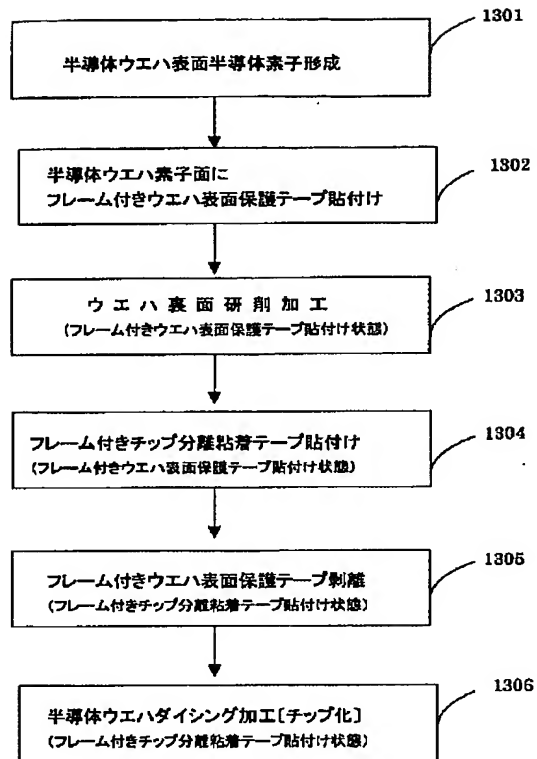 1301
半導体ウエハ表面半導体素子形成
1302
半導体ウエハ素子面に
フレーム付きウエハ表面保護テープ貼付け
1303
ウエハ裏面研削加工
(フレーム付きウエハ表面保護テープ貼付け状態)
1304
フレーム付きチップ分離粘着テープ貼付け
(フレーム付きウエハ表面保護テープ貼付け状態)
1305
フレーム付きウエハ表面保護テープ剥離
(フレーム付きチップ分離粘着テープ貼付け状態)
1306
半導体ウエハダイシング加工[チップ化]
(フレーム付きチップ分離粘着テープ貼付け状態)